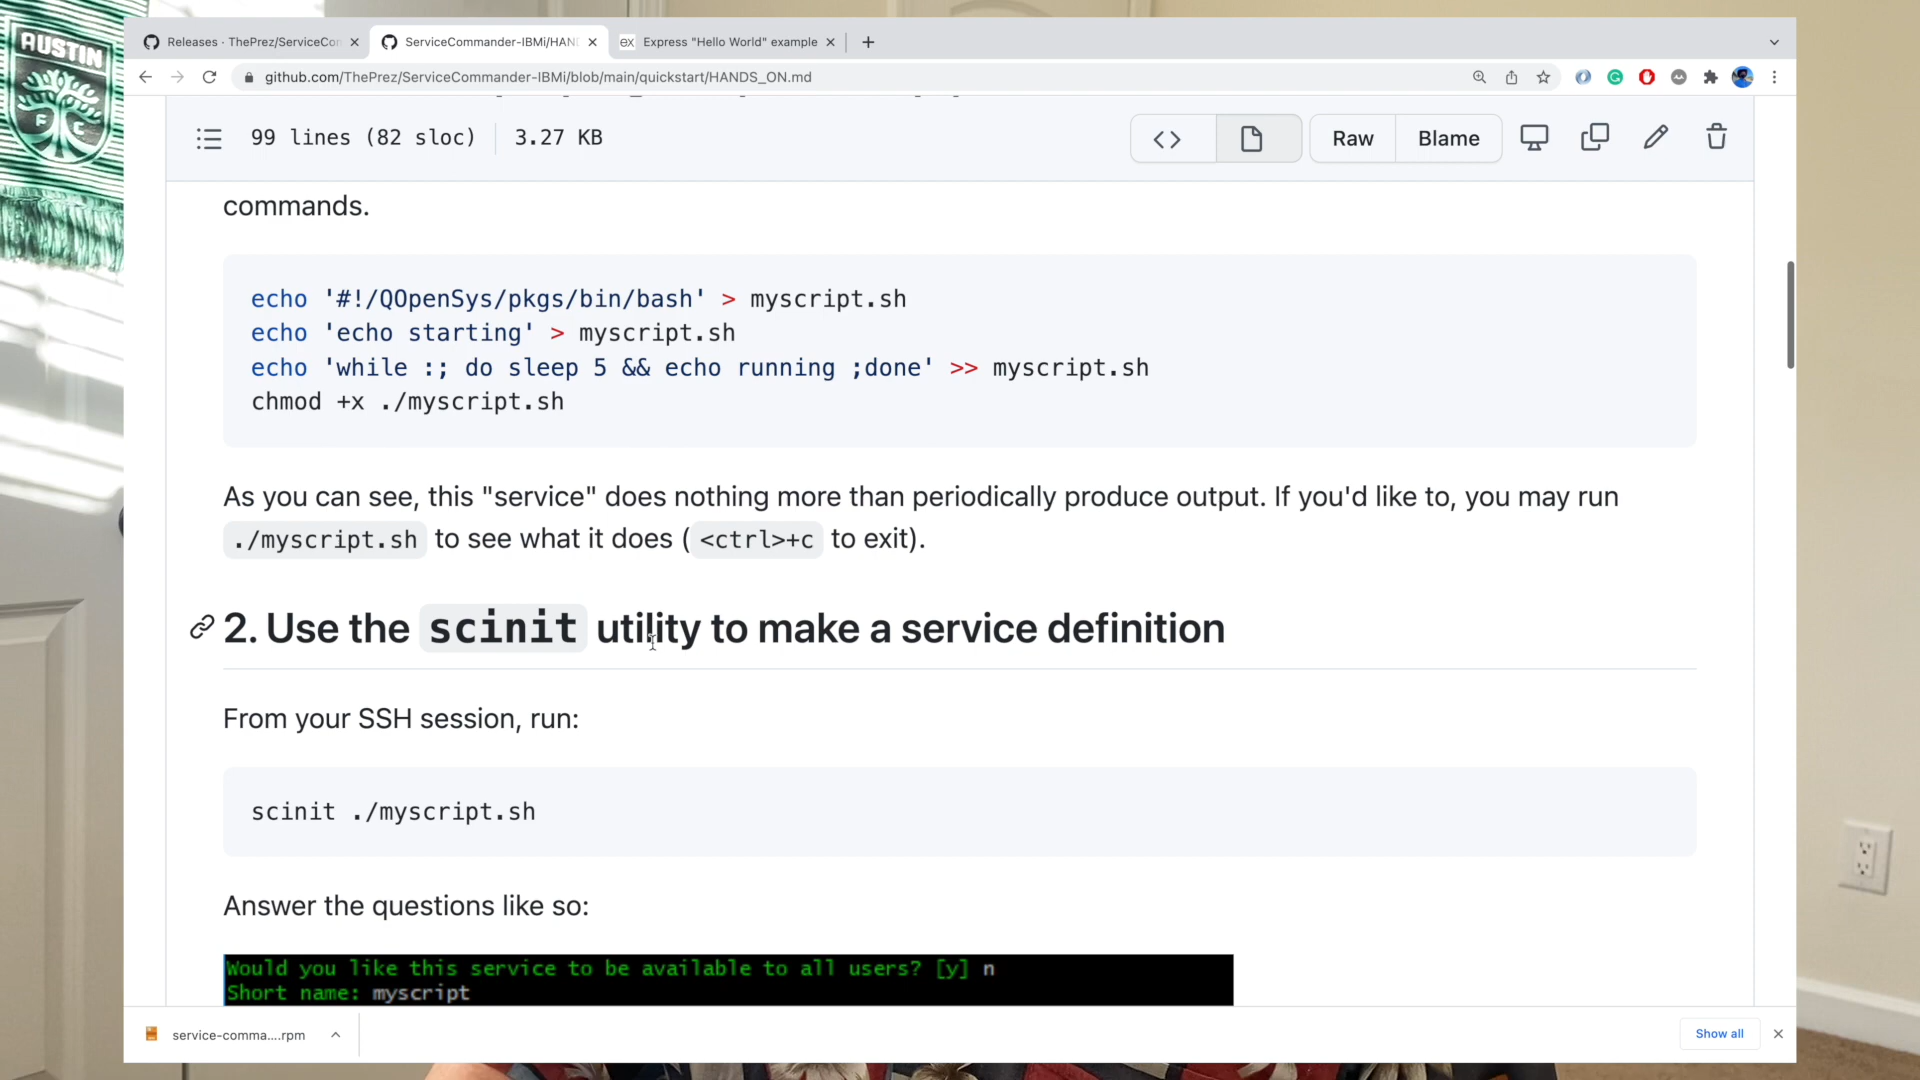 AUSTIN
F C
Releases · ThePrez/ServiceCon
ServiceCommander-IBMi/HAN
Express "Hello World" example
github.com/ThePrez/ServiceCommander-IBMi/blob/main/quickstart/HANDS_ON.md
99 lines (82 sloc) 3.27 KB
Raw Blame
commands.
echo '#!/QOpenSys/pkgs/bin/bash' > myscript.sh
echo 'echo starting' > myscript.sh
echo 'while :; do sleep 5 && echo running ;done' >> myscript.sh
chmod +x ./myscript.sh
As you can see, this "service" does nothing more than periodically produce output. If you'd like to, you may run
./myscript.sh to see what it does ( <ctrl>+c to exit).
2. Use the scinit utility to make a service definition
From your SSH session, run:
scinit ./myscript.sh
Answer the questions like so:
Would you like this service to be available to all users? [y] n
Short name: myscript
service-comma....rpm
Show all